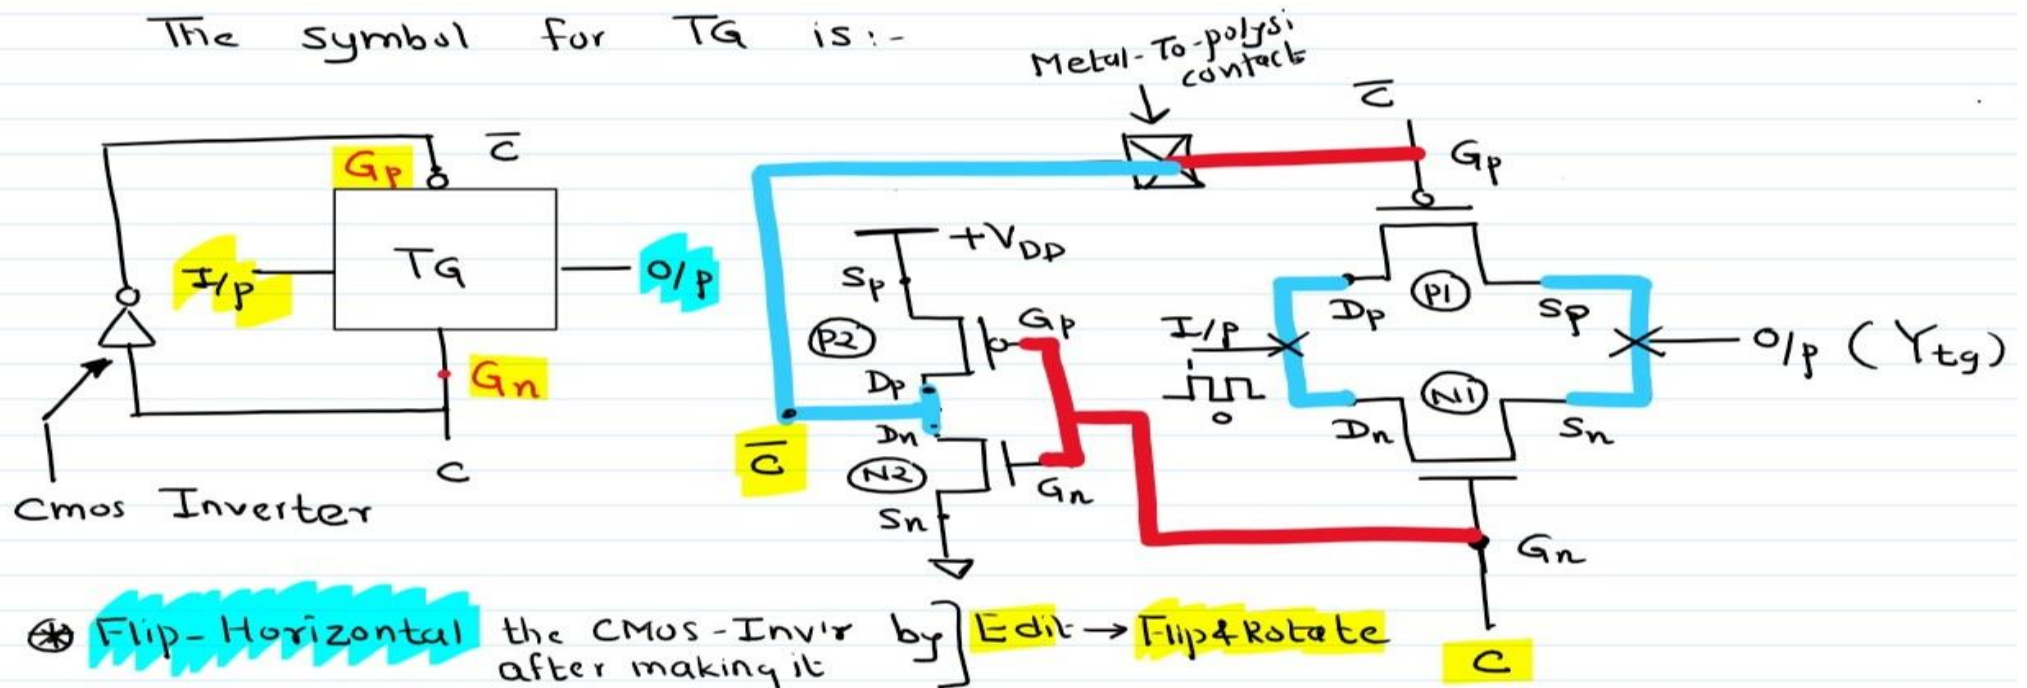 The symbol for TG is:-
Metal-To-polysi
contact
C̅
Gp
C̅
Gp
I/p
TG
O/p
Gn
C
Cmos Inverter
+VDD
Sp
P2
Gp
Dp
C̅
Dn
N2
Gn
Sn
I/p
0
Dp
P1
Sp
O/p (Ytg)
N1
Dn
Sn
Gn
C
Flip-Horizontal the CMOS-Inv'r by] Edit → Flip & Rotate
after making it